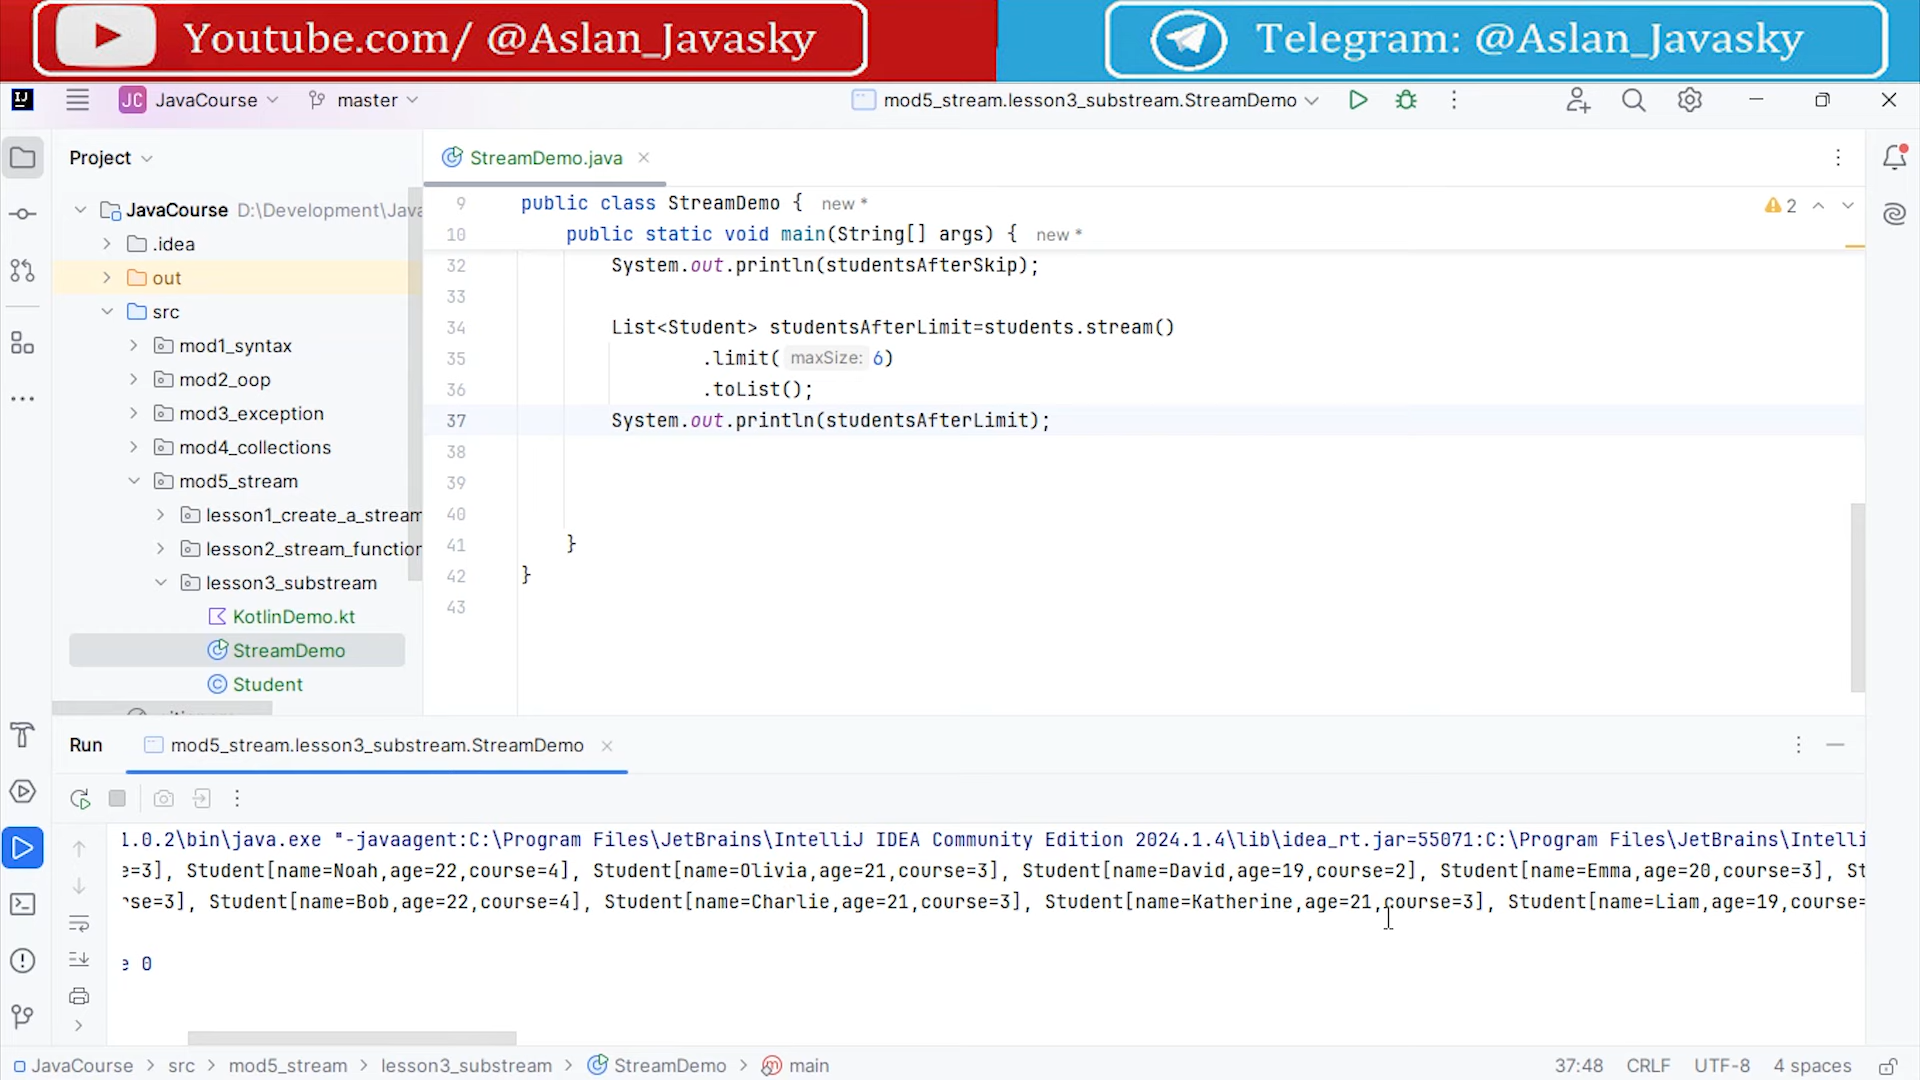 Youtube.com/ @Aslan_Javasky
Telegram: @Aslan_Javasky
JC JavaCourse master
mod5_stream.lesson3_substream.StreamDemo
Project
JavaCourse D:\Development\Java
.idea
out
src
mod1_syntax
mod2_oop
mod3_exception
mod4_collections
mod5_stream
lesson1_create_a_stream
lesson2_stream_function
lesson3_substream
KotlinDemo.kt
StreamDemo
Student
StreamDemo.java
2
9 public class StreamDemo { new *
10 public static void main(String[] args) { new *
32 System.out.println(studentsAfterSkip);
33
34 List<Student> studentsAfterLimit=students.stream()
35 .limit( maxSize: 6)
36 .toList();
37 System.out.println(studentsAfterLimit);
38
39
40
41 }
42 }
43
Run mod5_stream.lesson3_substream.StreamDemo
1.0.2\bin\java.exe "-javaagent:C:\Program Files\JetBrains\IntelliJ IDEA Community Edition 2024.1.4\lib\idea_rt.jar=55071:C:\Program Files\JetBrains\Intelli
e=3], Student[name=Noah,age=22,course=4], Student[name=Olivia,age=21,course=3], Student[name=David,age=19,course=2], Student[name=Emma,age=20,course=3], St
rse=3], Student[name=Bob,age=22,course=4], Student[name=Charlie,age=21,course=3], Student[name=Katherine,age=21,course=3], Student[name=Liam,age=19,course=
e 0
JavaCourse > src > mod5_stream > lesson3_substream > StreamDemo > main
37:48 CRLF UTF-8 4 spaces